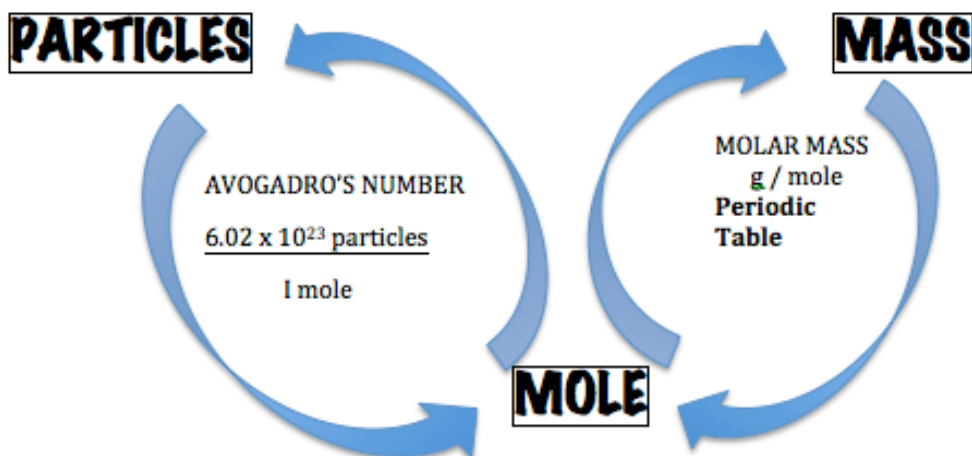 PARTICLES
MASS
AVOGADRO'S NUMBER
6.02 x 10²³ particles
I mole
MOLAR MASS
g / mole
Periodic
Table
MOLE